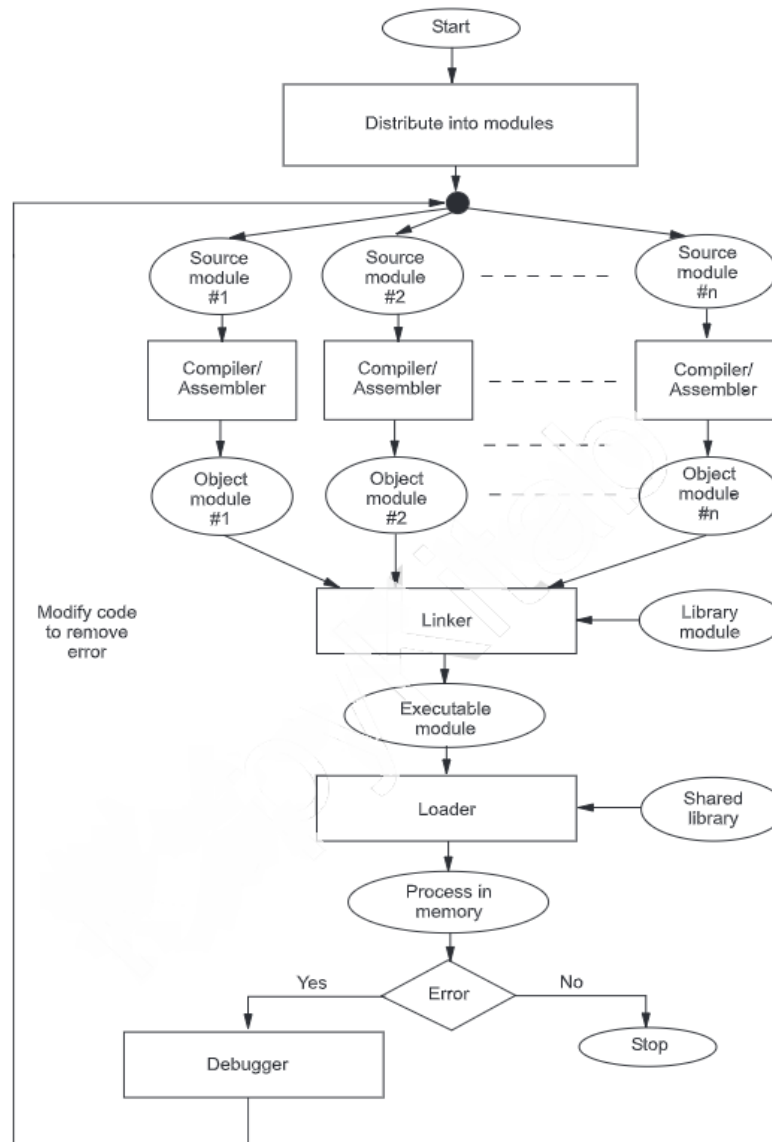 Start
Distribute into modules
Source
module
#1
Source
module
#2
Source
module
#n
Compiler/
Assembler
Compiler/
Assembler
Compiler/
Assembler
Object
module
#1
Object
module
#2
Object
module
#n
Modify code
to remove
error
Linker
Library
module
Executable
module
Loader
Shared
library
Process in
memory
Yes
Error
No
Debugger
Stop